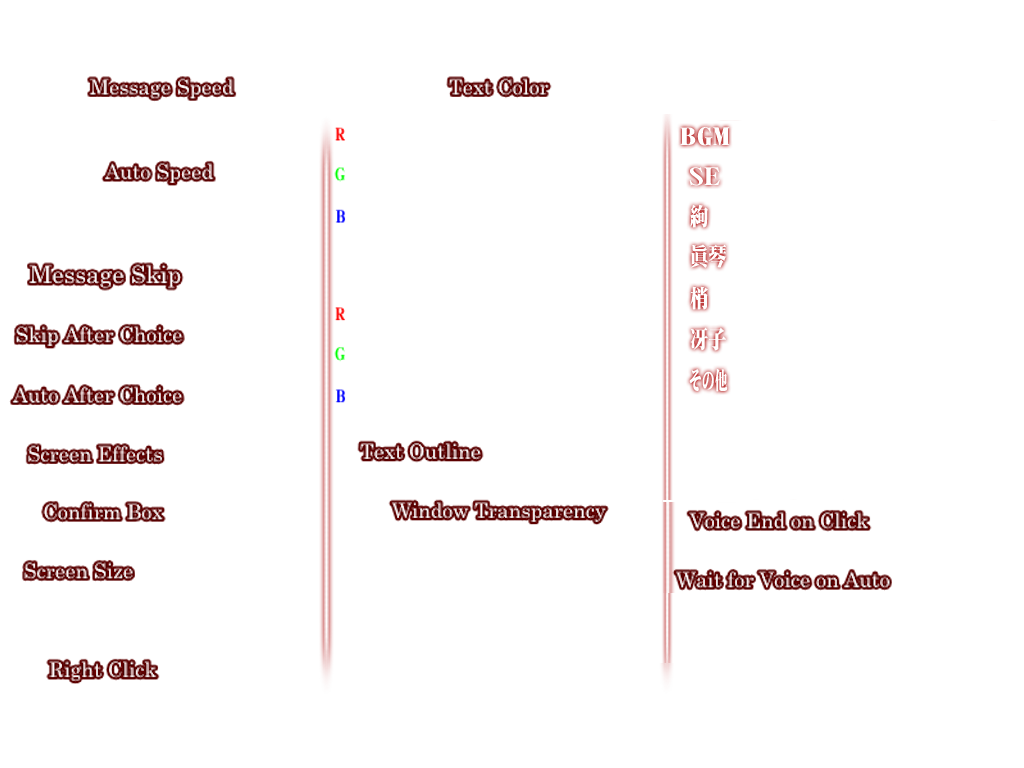 Message Speed
Auto Speed
Message Skip
Skip After Choice
Auto After Choice
Screen Effects
Confirm Box
Screen Size
Right Click
Text Color
R
G
B
R
G
B
Text Outline
Window Transparency
BGM
SE
絢
眞琴
梢
冴子
その他
Voice End on Click
Wait for Voice on Auto